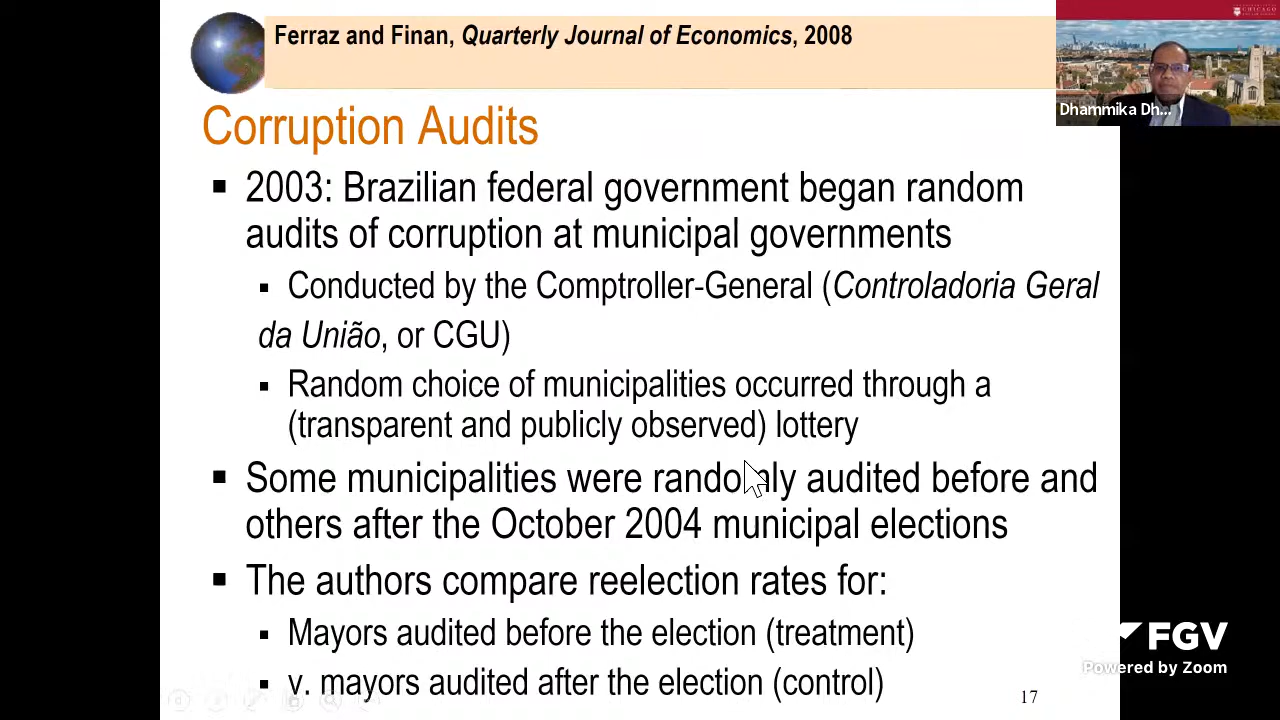 Ferraz and Finan, Quarterly Journal of Economics, 2008
CHICAGO
Dhammika Dh...
Corruption Audits
▪ 2003: Brazilian federal government began random
audits of corruption at municipal governments
▪ Conducted by the Comptroller-General (Controladoria Geral
da União, or CGU)
▪ Random choice of municipalities occurred through a
(transparent and publicly observed) lottery
▪ Some municipalities were randomly audited before and
others after the October 2004 municipal elections
▪ The authors compare reelection rates for:
▪ Mayors audited before the election (treatment)
▪ v. mayors audited after the election (control)
FGV
Powered by Zoom
17